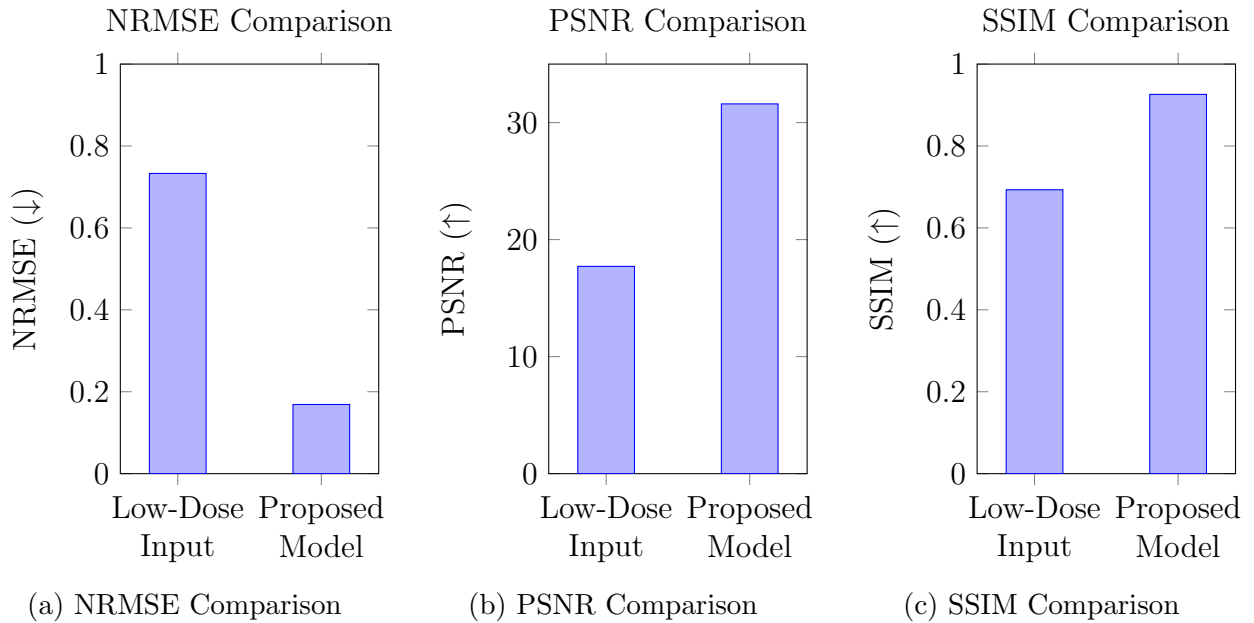 NRMSE Comparison
1
0.8
0.6
0.4
0.2
0
NRMSE (↓)
Low-Dose Input
Proposed Model
(a) NRMSE Comparison
PSNR Comparison
30
20
10
0
PSNR (↑)
Low-Dose Input
Proposed Model
(b) PSNR Comparison
SSIM Comparison
1
0.8
0.6
0.4
0.2
0
SSIM (↑)
Low-Dose Input
Proposed Model
(c) SSIM Comparison